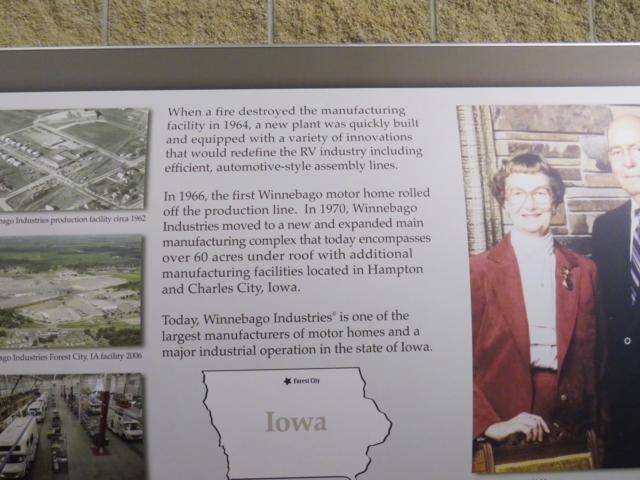 When a fire destroyed the manufacturing
facility in 1964, a new plant was quickly built
and equipped with a variety of innovations
that would redefine the RV industry including
efficient, automotive-style assembly lines.
In 1966, the first Winnebago motor home rolled
off the production line. In 1970, Winnebago
Industries moved to a new and expanded main
manufacturing complex that today encompasses
over 60 acres under roof with additional
manufacturing facilities located in Hampton
and Charles City, Iowa.
Today, Winnebago Industries® is one of the
largest manufacturers of motor homes and a
major industrial operation in the state of Iowa.
bago Industries production facility circa 1962
ago Industries Forest City, IA facility 2006
Forest City
Iowa